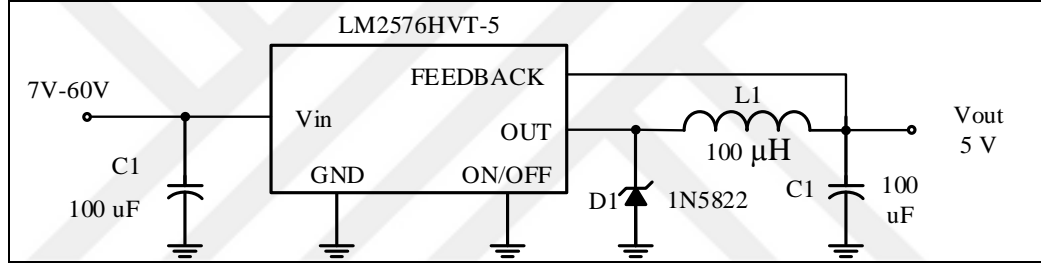 LM2576HVT-5
7V-60V
FEEDBACK
Vin
OUT
GND
ON/OFF
C1
100 uF
L1
100 μH
D1
1N5822
C1
100
uF
Vout
5 V